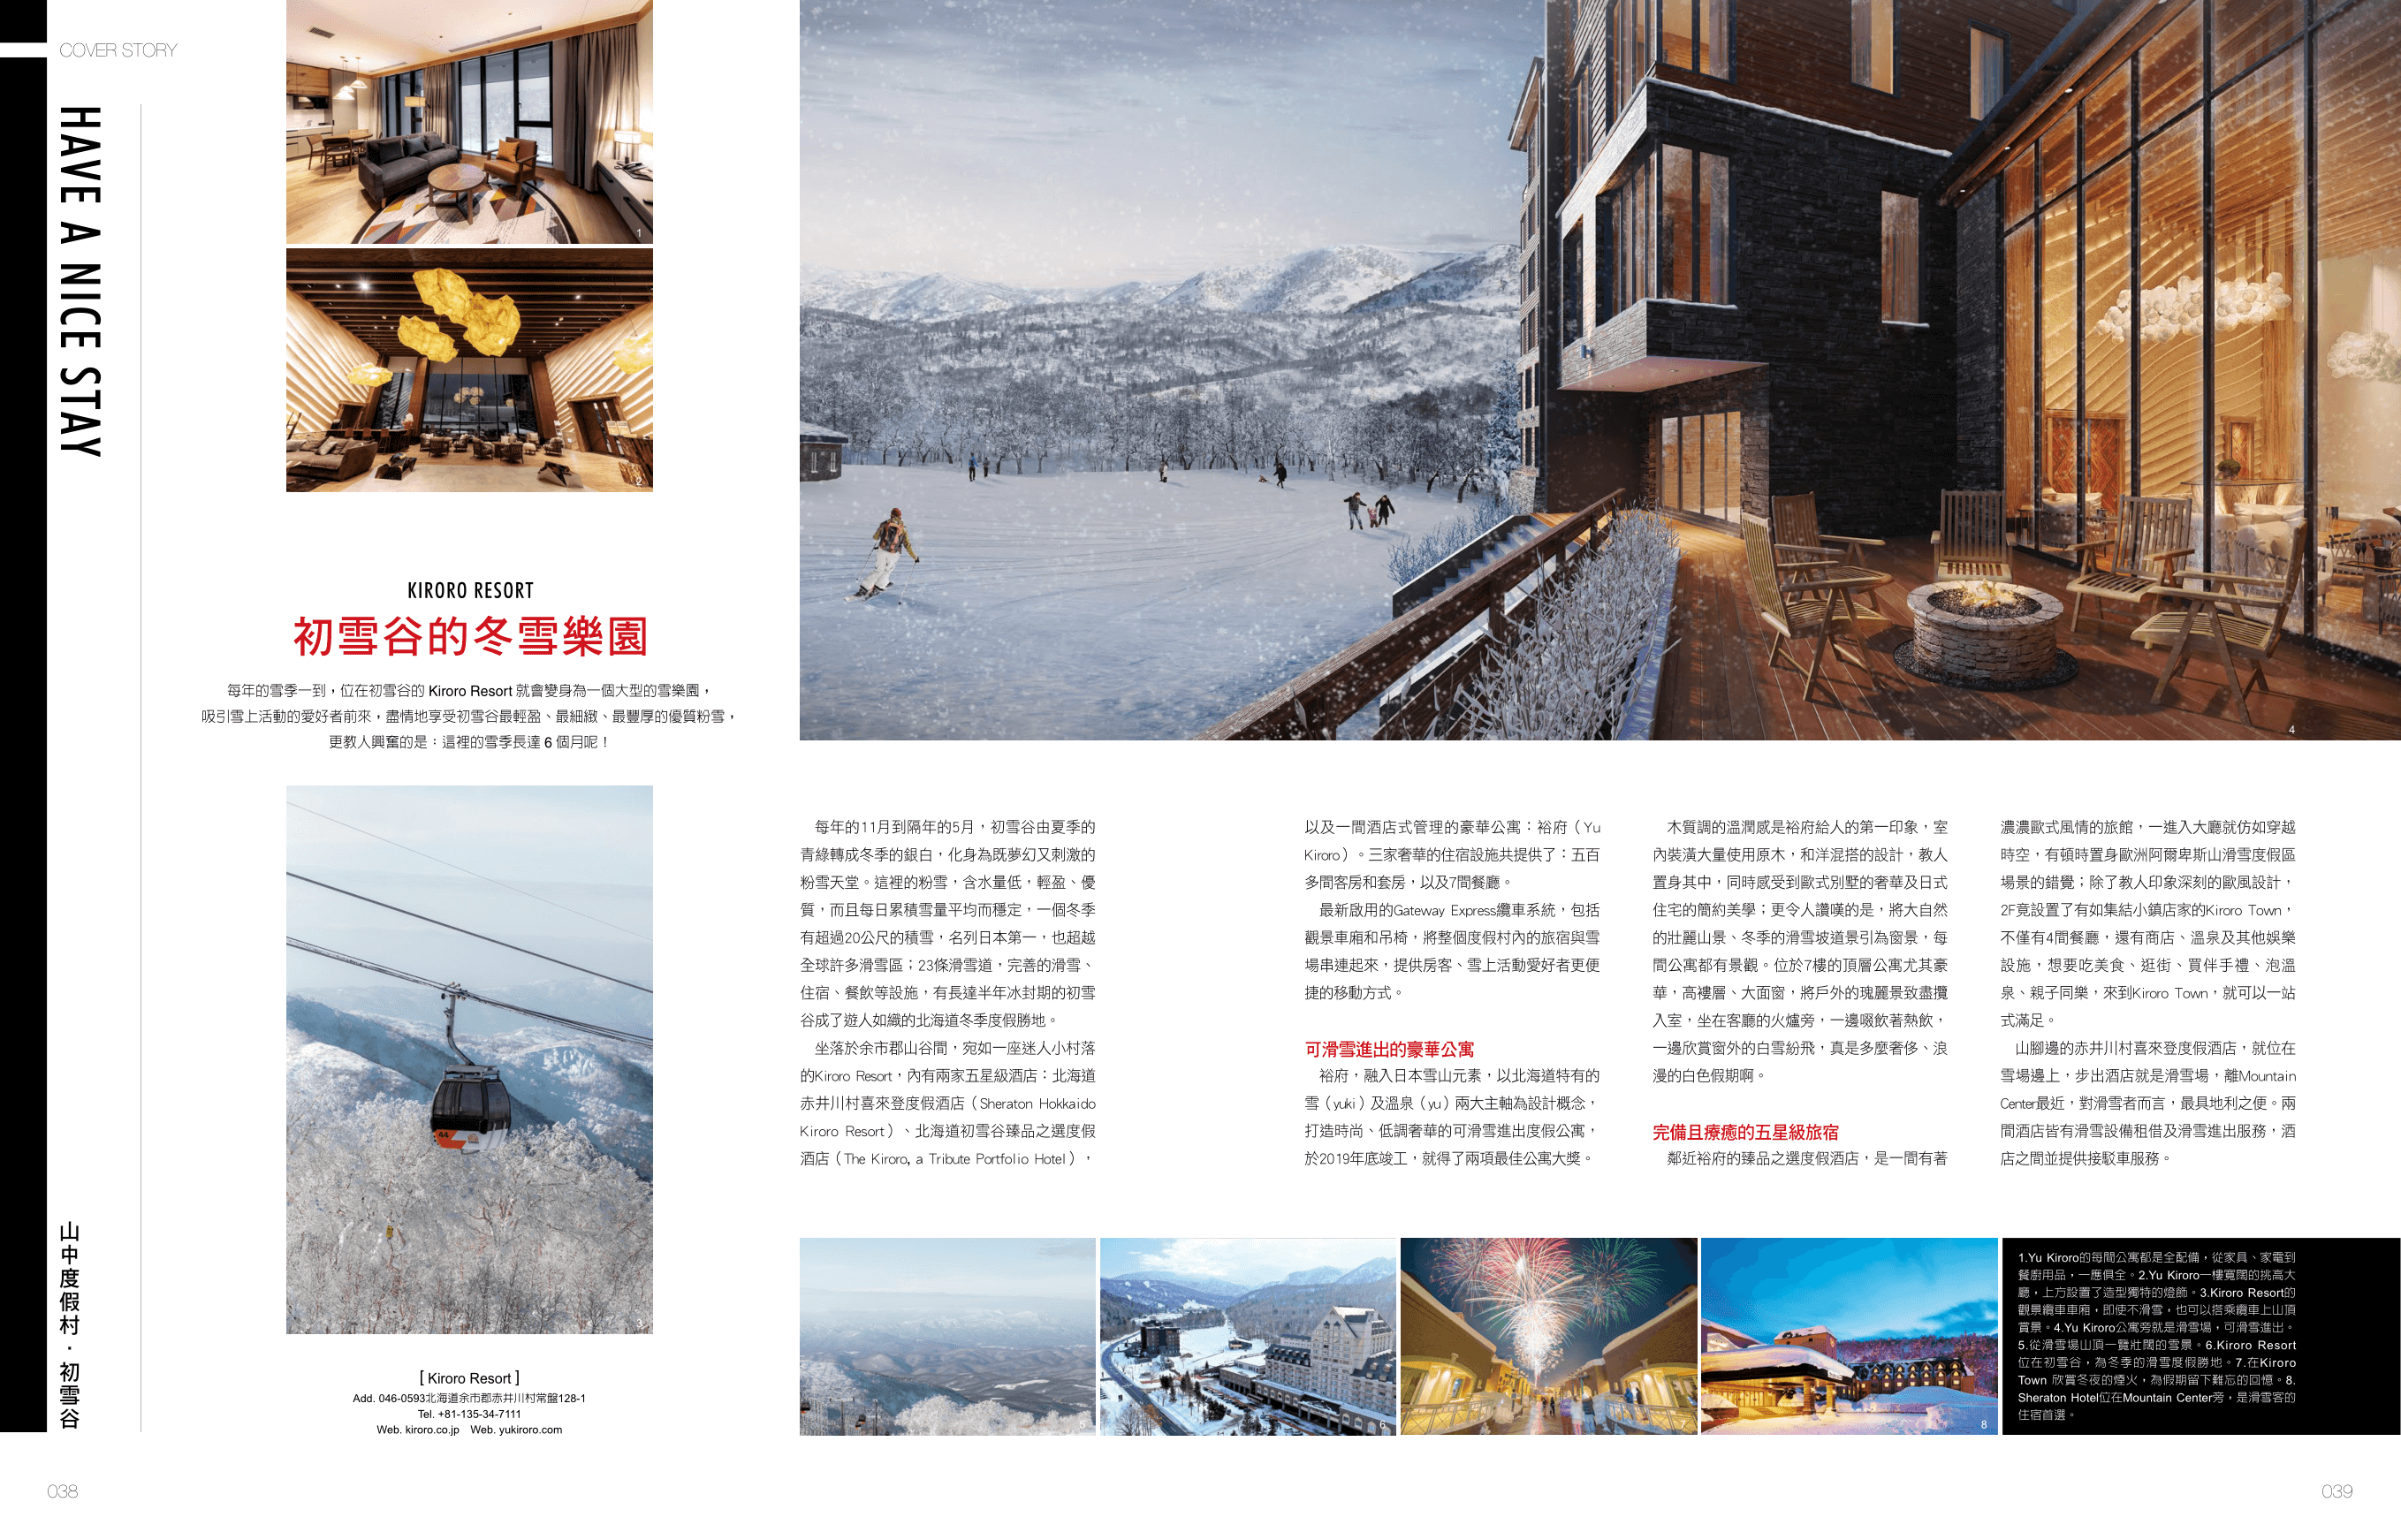 COVER STORY
HAVE A NICE STAY
山中度假村．初雪谷
1
2
KIRORO RESORT
初雪谷的冬雪樂園
每年的雪季一到，位在初雪谷的 Kiroro Resort 就會變身為一個大型的雪樂園，
吸引雪上活動的愛好者前來，盡情地享受初雪谷最輕盈、最細緻、最豐厚的優質粉雪，
更教人興奮的是：這裡的雪季長達 6 個月呢！
44
3
[ Kiroro Resort ]
Add. 046-0593北海道余市郡赤井川村常盤128-1
Tel. +81-135-34-7111
Web. kiroro.co.jp Web. yukiroro.com
038
4
每年的11月到隔年的5月，初雪谷由夏季的
青綠轉成冬季的銀白，化身為既夢幻又刺激的
粉雪天堂。這裡的粉雪，含水量低，輕盈、優
質，而且每日累積雪量平均而穩定，一個冬季
有超過20公尺的積雪，名列日本第一，也超越
全球許多滑雪區；23條滑雪道，完善的滑雪、
住宿、餐飲等設施，有長達半年冰封期的初雪
谷成了遊人如織的北海道冬季度假勝地。
坐落於余市郡山谷間，宛如一座迷人小村落
的Kiroro Resort，內有兩家五星級酒店：北海道
赤井川村喜來登度假酒店（Sheraton Hokkaido
Kiroro Resort）、北海道初雪谷臻品之選度假
酒店（The Kiroro, a Tribute Portfolio Hotel），
以及一間酒店式管理的豪華公寓：裕府（Yu
Kiroro）。三家奢華的住宿設施共提供了：五百
多間客房和套房，以及7間餐廳。
最新啟用的Gateway Express纜車系統，包括
觀景車廂和吊椅，將整個度假村內的旅宿與雪
場串連起來，提供房客、雪上活動愛好者更便
捷的移動方式。
可滑雪進出的豪華公寓
裕府，融入日本雪山元素，以北海道特有的
雪（yuki）及溫泉（yu）兩大主軸為設計概念，
打造時尚、低調奢華的可滑雪進出度假公寓，
於2019年底竣工，就得了兩項最佳公寓大獎。
木質調的溫潤感是裕府給人的第一印象，室
內裝潢大量使用原木，和洋混搭的設計，教人
置身其中，同時感受到歐式別墅的奢華及日式
住宅的簡約美學；更令人讚嘆的是，將大自然
的壯麗山景、冬季的滑雪坡道景引為窗景，每
間公寓都有景觀。位於7樓的頂層公寓尤其豪
華，高樓層、大面窗，將戶外的瑰麗景致盡攬
入室，坐在客廳的火爐旁，一邊啜飲著熱飲，
一邊欣賞窗外的白雪紛飛，真是多麼奢侈、浪
漫的白色假期啊。
完備且療癒的五星級旅宿
鄰近裕府的臻品之選度假酒店，是一間有著
濃濃歐式風情的旅館，一進入大廳就仿如穿越
時空，有頓時置身歐洲阿爾卑斯山滑雪度假區
場景的錯覺；除了教人印象深刻的歐風設計，
2F竟設置了有如集結小鎮店家的Kiroro Town，
不僅有4間餐廳，還有商店、溫泉及其他娛樂
設施，想要吃美食、逛街、買伴手禮、泡溫
泉、親子同樂，來到Kiroro Town，就可以一站
式滿足。
山腳邊的赤井川村喜來登度假酒店，就位在
雪場邊上，步出酒店就是滑雪場，離Mountain
Center最近，對滑雪者而言，最具地利之便。兩
間酒店皆有滑雪設備租借及滑雪進出服務，酒
店之間並提供接駁車服務。
5
6
7
8
1.Yu Kiroro的每間公寓都是全配備，從家具、家電到
餐廚用品，一應俱全。2.Yu Kiroro一樓寬闊的挑高大
廳，上方設置了造型獨特的燈飾。3.Kiroro Resort的
觀景纜車車廂，即使不滑雪，也可以搭乘纜車上山頂
賞景。4.Yu Kiroro公寓旁就是滑雪場，可滑雪進出。
5.從滑雪場山頂一覽壯闊的雪景。6.Kiroro Resort
位在初雪谷，為冬季的滑雪度假勝地。7.在Kiroro
Town 欣賞冬夜的煙火，為假期留下難忘的回憶。8.
Sheraton Hotel位在Mountain Center旁，是滑雪客的
住宿首選。
039